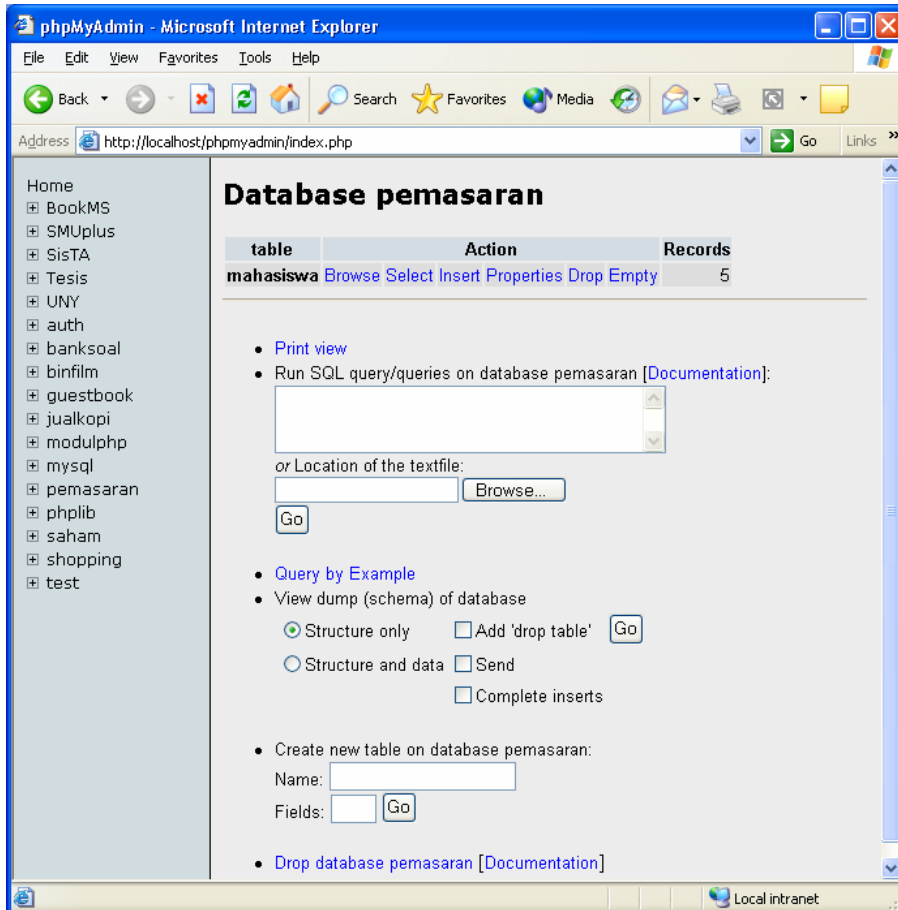 phpMyAdmin - Microsoft Internet Explorer
File Edit View Favorites Tools Help
Back Search Favorites Media
Address http://localhost/phpmyadmin/index.php Go Links »
Home
BookMS
SMUplus
SisTA
Tesis
UNY
auth
banksoal
binfilm
guestbook
jualkopi
modulphp
mysql
pemasaran
phplib
saham
shopping
test
Database pemasaran
table Action Records
mahasiswa Browse Select Insert Properties Drop Empty 5
Print view
Run SQL query/queries on database pemasaran [Documentation]:
or Location of the textfile:
Browse...
Go
Query by Example
View dump (schema) of database
Structure only Add 'drop table' Go
Structure and data Send
Complete inserts
Create new table on database pemasaran:
Name:
Fields: Go
Drop database pemasaran [Documentation]
Local intranet